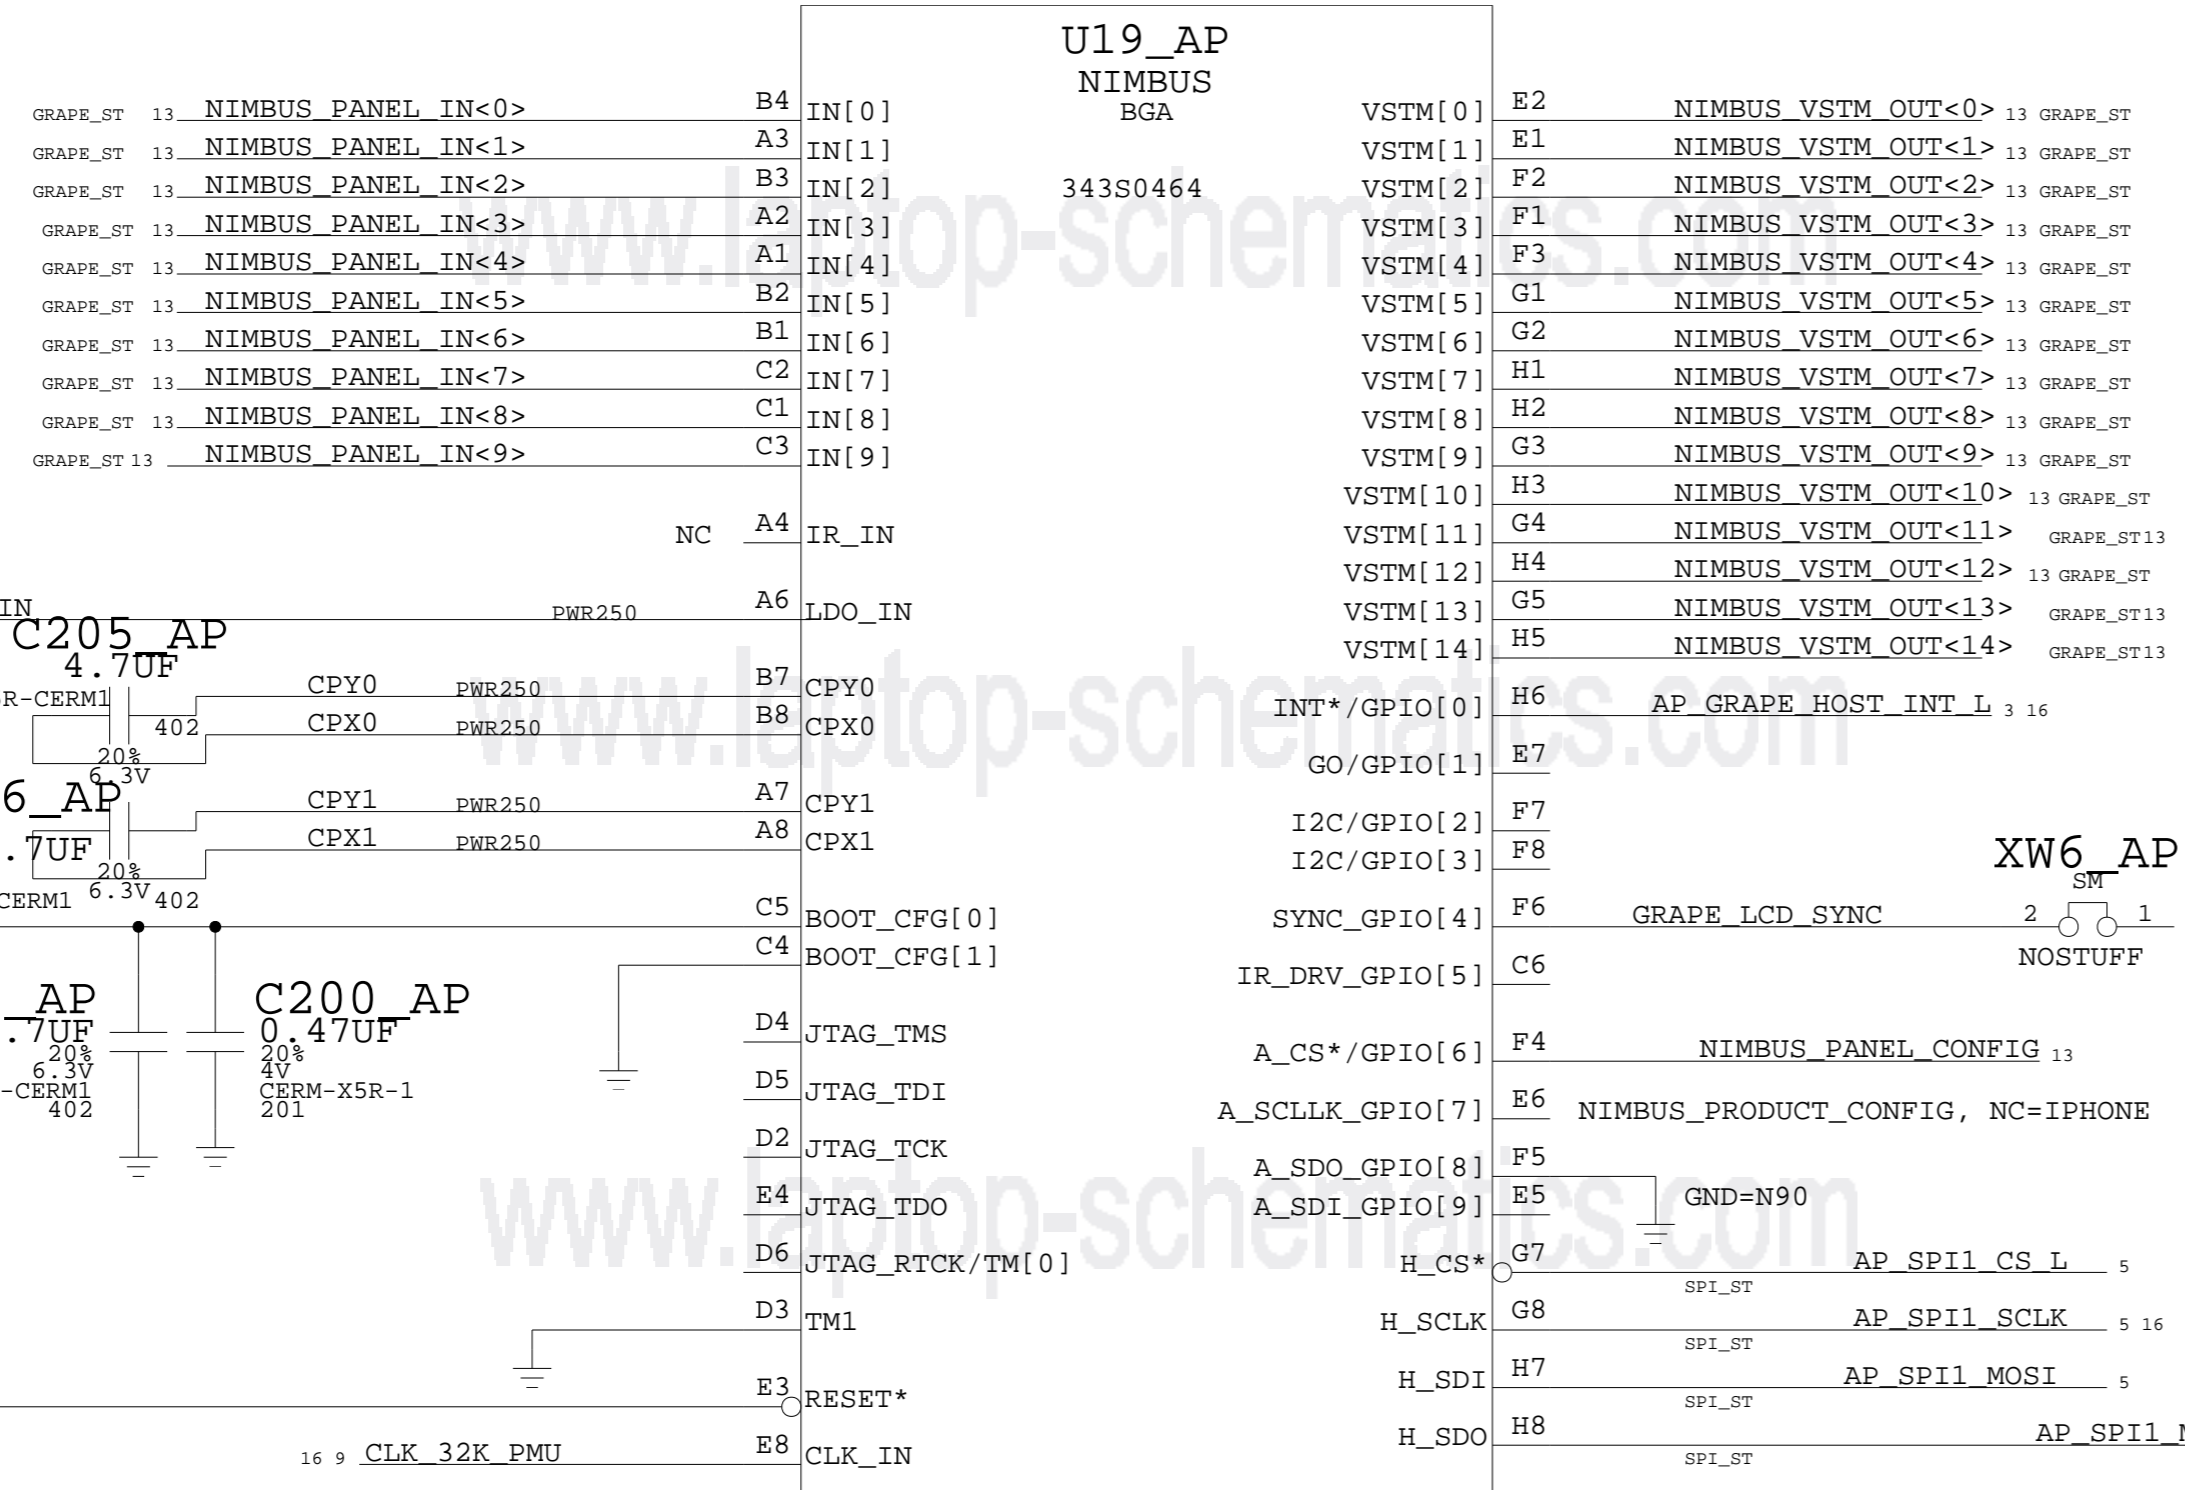 U19_AP
NIMBUS
BGA
343S0464
GRAPE_ST 13 NIMBUS_PANEL_IN<0> B4 IN[0]
GRAPE_ST 13 NIMBUS_PANEL_IN<1> A3 IN[1]
GRAPE_ST 13 NIMBUS_PANEL_IN<2> B3 IN[2]
GRAPE_ST 13 NIMBUS_PANEL_IN<3> A2 IN[3]
GRAPE_ST 13 NIMBUS_PANEL_IN<4> A1 IN[4]
GRAPE_ST 13 NIMBUS_PANEL_IN<5> B2 IN[5]
GRAPE_ST 13 NIMBUS_PANEL_IN<6> B1 IN[6]
GRAPE_ST 13 NIMBUS_PANEL_IN<7> C2 IN[7]
GRAPE_ST 13 NIMBUS_PANEL_IN<8> C1 IN[8]
GRAPE_ST 13 NIMBUS_PANEL_IN<9> C3 IN[9]
NC A4 IR_IN
IN PWR250 A6 LDO_IN
C205_AP
4.7UF
R-CERM1
402
20%
6.3V
CPY0 PWR250 B7 CPY0
CPX0 PWR250 B8 CPX0
6_AP
.7UF
20%
6.3V
CERM1
402
CPY1 PWR250 A7 CPY1
CPX1 PWR250 A8 CPX1
C5 BOOT_CFG[0]
C4 BOOT_CFG[1]
_AP
.7UF
20%
6.3V
-CERM1
402
C200_AP
0.47UF
20%
4V
CERM-X5R-1
201
D4 JTAG_TMS
D5 JTAG_TDI
D2 JTAG_TCK
E4 JTAG_TDO
D6 JTAG_RTCK/TM[0]
D3 TM1
E3 RESET*
16 9 CLK_32K_PMU E8 CLK_IN
VSTM[0] E2 NIMBUS_VSTM_OUT<0> 13 GRAPE_ST
VSTM[1] E1 NIMBUS_VSTM_OUT<1> 13 GRAPE_ST
VSTM[2] F2 NIMBUS_VSTM_OUT<2> 13 GRAPE_ST
VSTM[3] F1 NIMBUS_VSTM_OUT<3> 13 GRAPE_ST
VSTM[4] F3 NIMBUS_VSTM_OUT<4> 13 GRAPE_ST
VSTM[5] G1 NIMBUS_VSTM_OUT<5> 13 GRAPE_ST
VSTM[6] G2 NIMBUS_VSTM_OUT<6> 13 GRAPE_ST
VSTM[7] H1 NIMBUS_VSTM_OUT<7> 13 GRAPE_ST
VSTM[8] H2 NIMBUS_VSTM_OUT<8> 13 GRAPE_ST
VSTM[9] G3 NIMBUS_VSTM_OUT<9> 13 GRAPE_ST
VSTM[10] H3 NIMBUS_VSTM_OUT<10> 13 GRAPE_ST
VSTM[11] G4 NIMBUS_VSTM_OUT<11> GRAPE_ST 13
VSTM[12] H4 NIMBUS_VSTM_OUT<12> 13 GRAPE_ST
VSTM[13] G5 NIMBUS_VSTM_OUT<13> GRAPE_ST 13
VSTM[14] H5 NIMBUS_VSTM_OUT<14> GRAPE_ST 13
INT*/GPIO[0] H6 AP_GRAPE_HOST_INT_L 3 16
GO/GPIO[1] E7
I2C/GPIO[2] F7
I2C/GPIO[3] F8
XW6_AP
SM
SYNC_GPIO[4] F6 GRAPE_LCD_SYNC 2 1
NOSTUFF
IR_DRV_GPIO[5] C6
A_CS*/GPIO[6] F4 NIMBUS_PANEL_CONFIG 13
A_SCLLK_GPIO[7] E6 NIMBUS_PRODUCT_CONFIG, NC=IPHONE
A_SDO_GPIO[8] F5
GND=N90
A_SDI_GPIO[9] E5
H_CS* G7 AP_SPI1_CS_L 5
SPI_ST
H_SCLK G8 AP_SPI1_SCLK 5 16
SPI_ST
H_SDI H7 AP_SPI1_MOSI 5
SPI_ST
H_SDO H8 AP_SPI1_M
SPI_ST
www.laptop-schematics.com
www.laptop-schematics.com
www.laptop-schematics.com